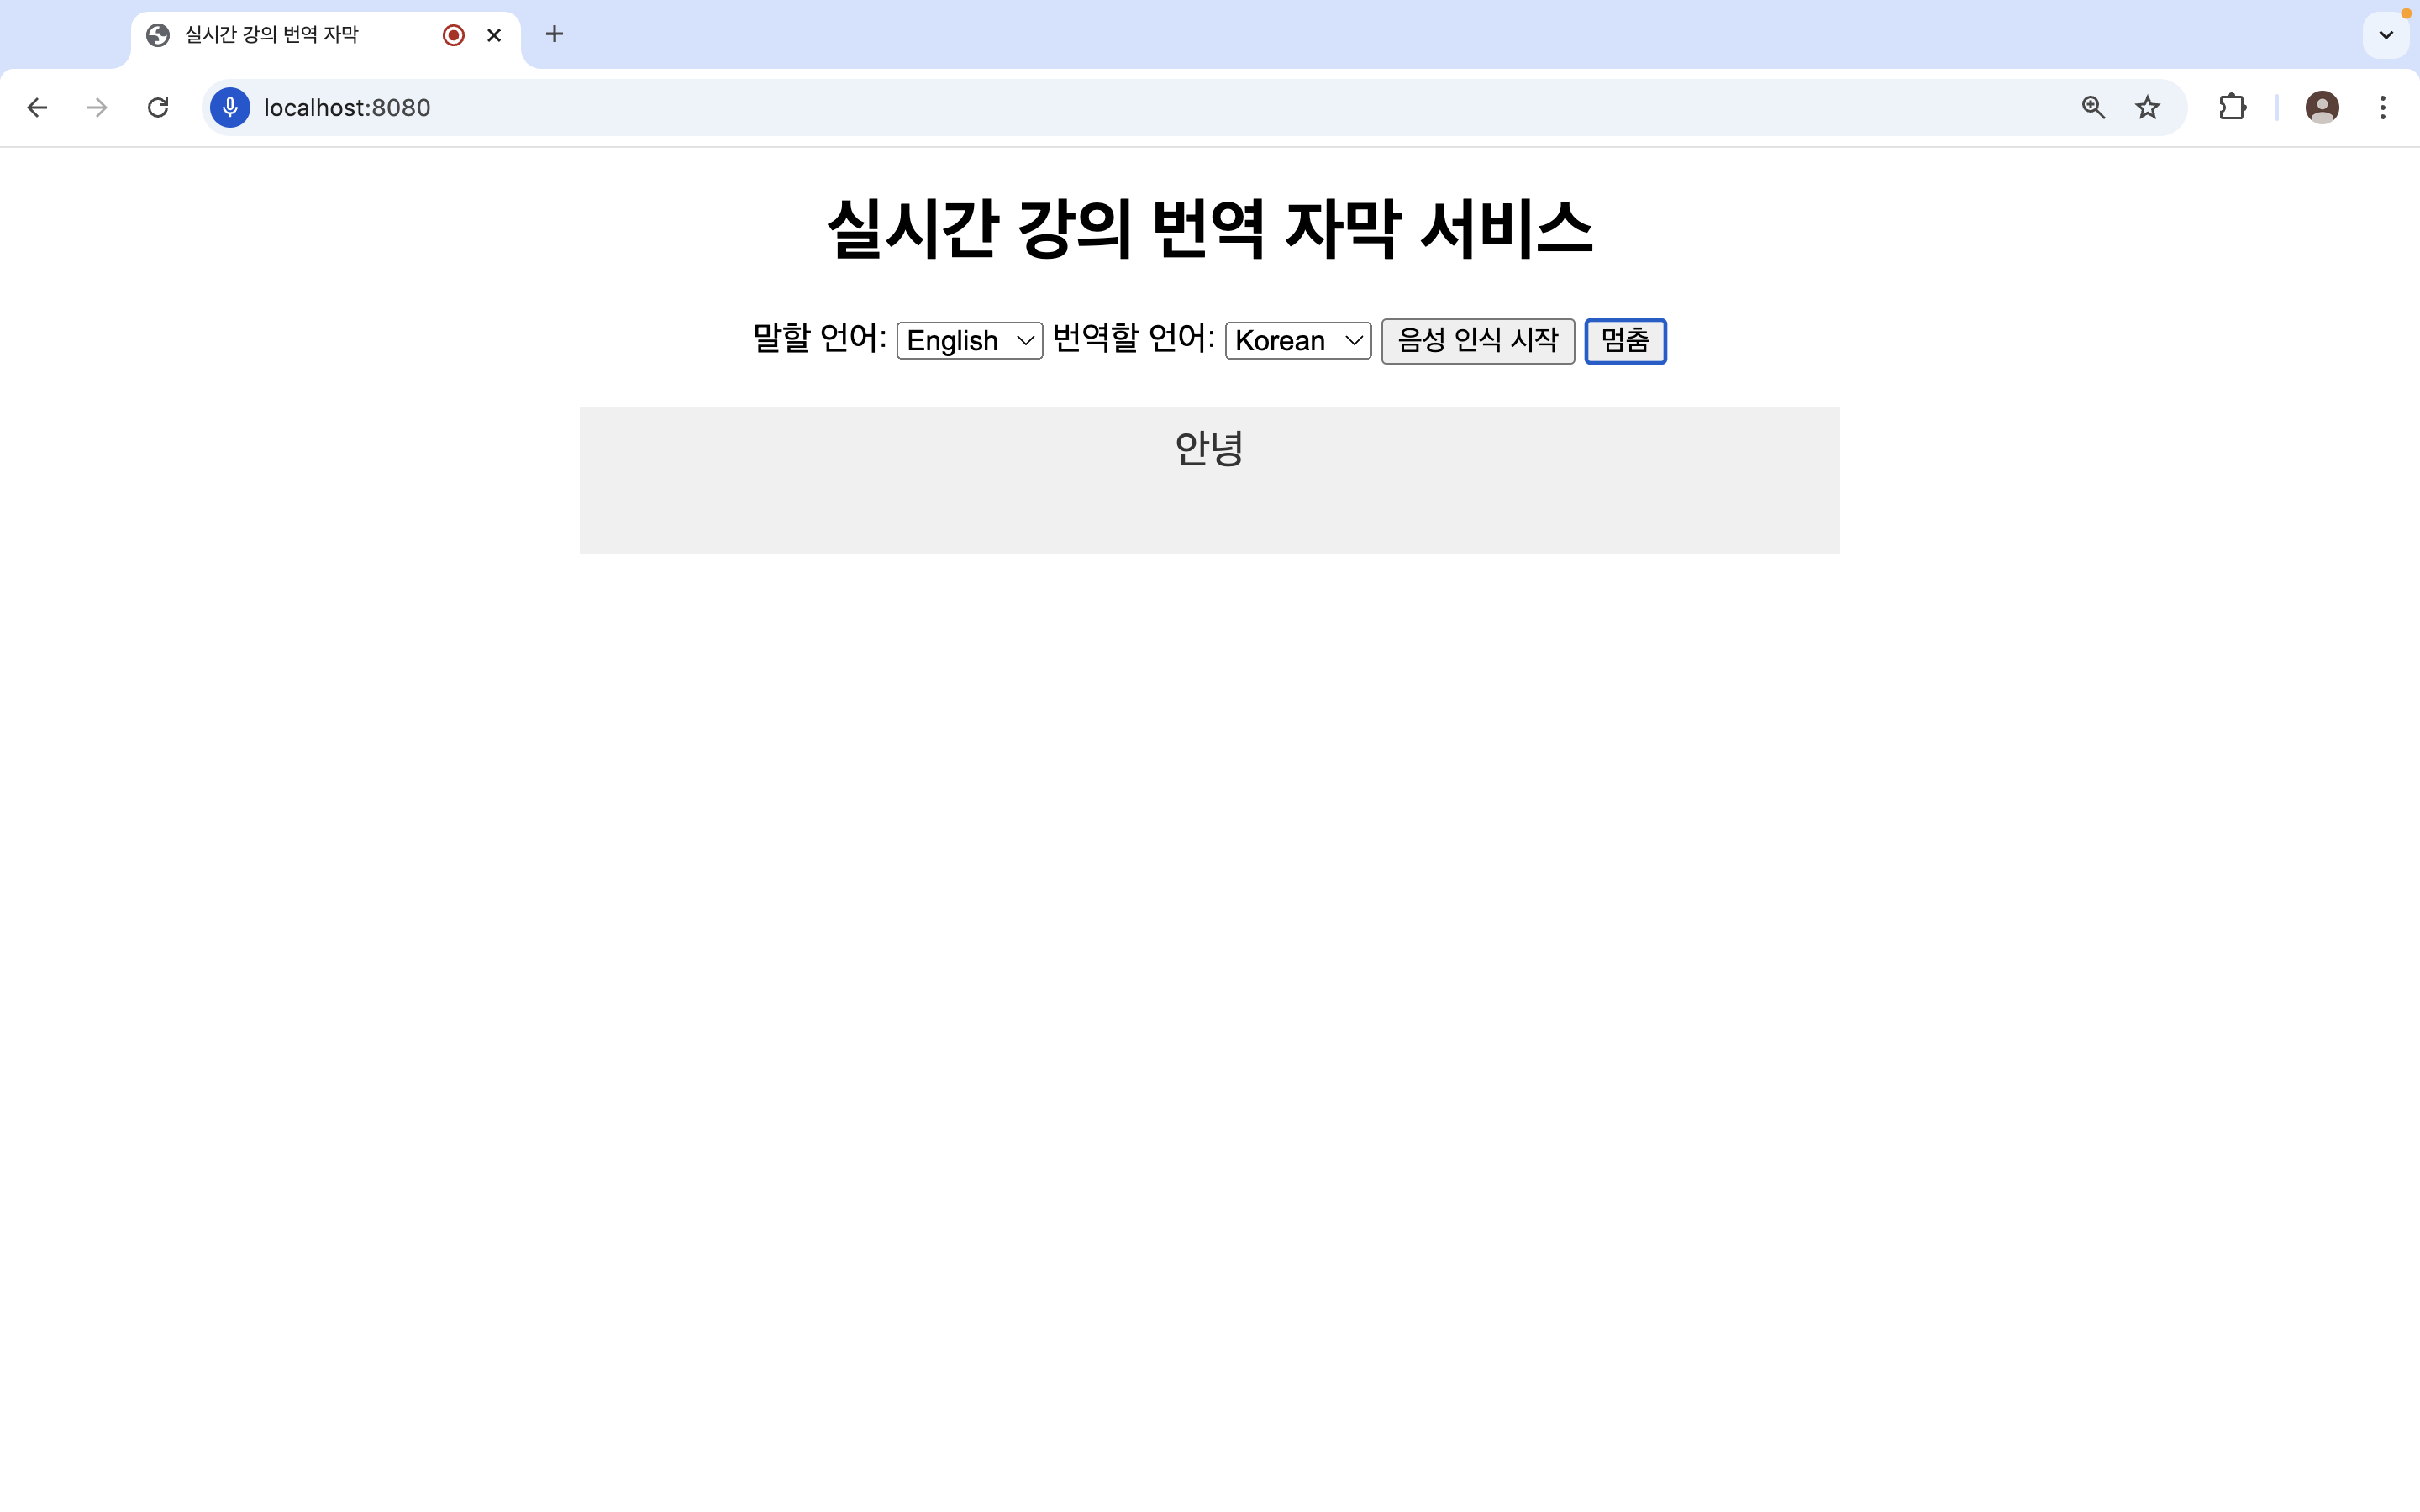 실시간 강의 번역 자막
localhost:8080
실시간 강의 번역 자막 서비스
말할 언어: English 번역할 언어: Korean 음성 인식 시작 멈춤
안녕